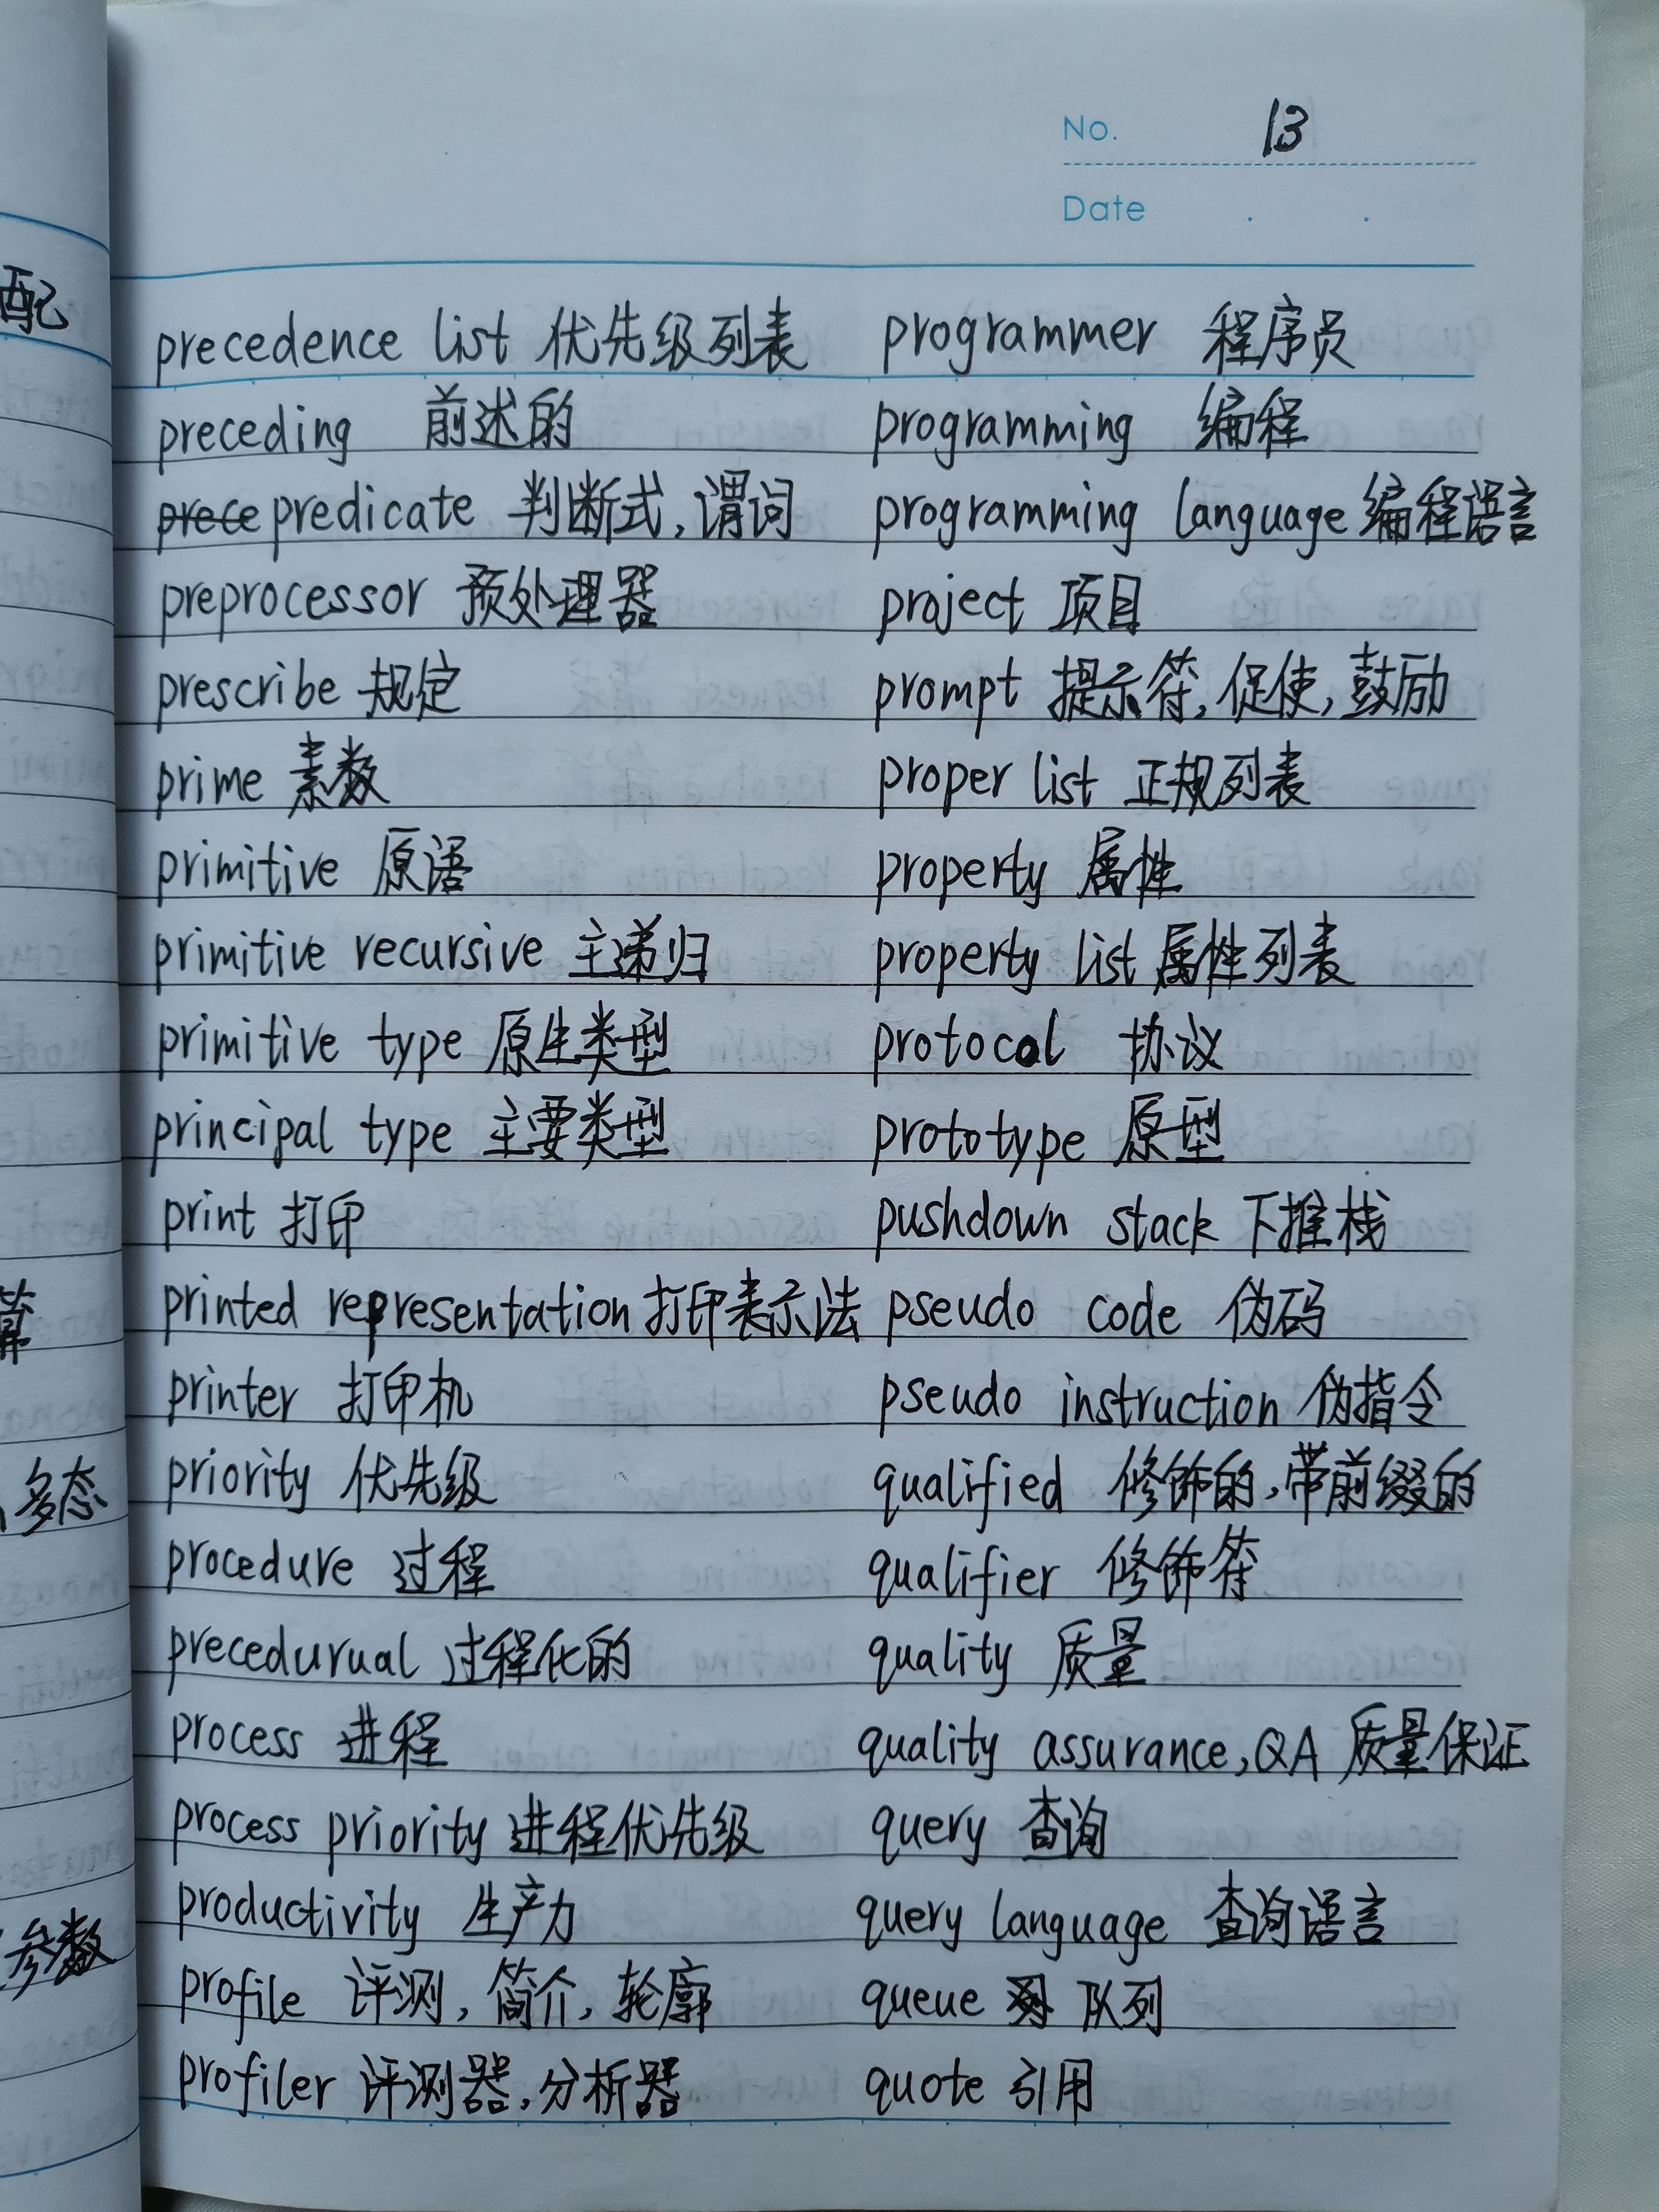 No. 13
Date . .
precedence list 优先级列表
preceding 前述的
prece predicate 判断式,谓词
preprocessor 预处理器
prescribe 规定
prime 素数
primitive 原语
primitive recursive 主递归
primitive type 原生类型
principal type 主要类型
print 打印
printed representation 打印表示法
printer 打印机
priority 优先级
procedure 过程
precedurual 过程化的
process 进程
process priority 进程优先级
productivity 生产力
profile 评测,简介,轮廓
profiler 评测器,分析器
programmer 程序员
programming 编程
programming language 编程语言
project 项目
prompt 提示符,促使,鼓励
proper list 正规列表
property 属性
property list 属性列表
protocol 协议
prototype 原型
pushdown stack 下推栈
pseudo code 伪码
pseudo instruction 伪指令
qualified 修饰的,带前缀的
qualifier 修饰符
quality 质量
quality assurance,QA 质量保证
query 查询
query language 查询语言
queue 队列
quote 引用
配
算
多态
参数